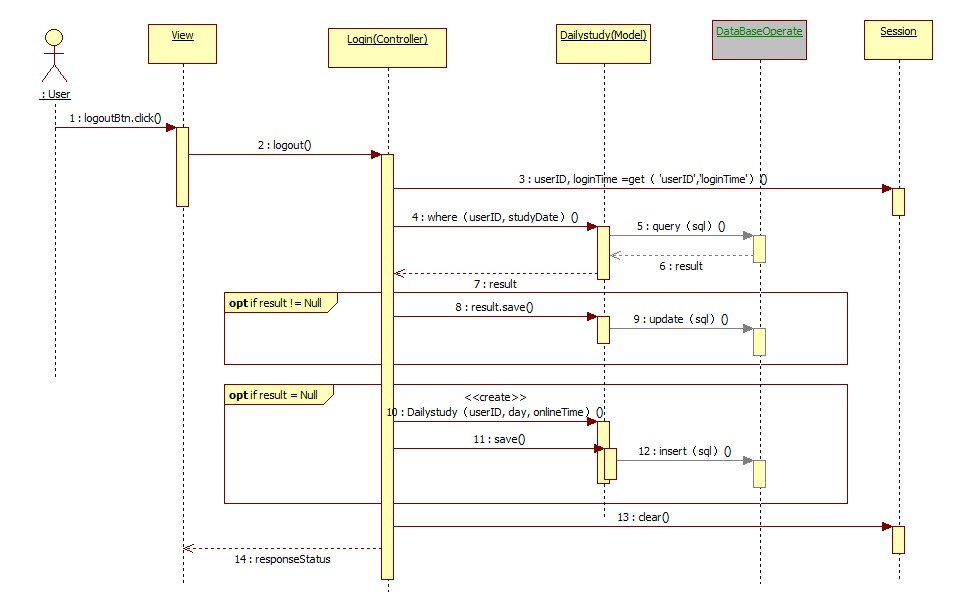 View
Login(Controller)
Dailystudy(Model)
DataBaseOperate
Session
: User
1 : logoutBtn.click()
2 : logout()
3 : userID, loginTime =get ( 'userID','loginTime') ()
4 : where (userID, studyDate) ()
5 : query (sql) ()
6 : result
7 : result
opt if result != Null
8 : result.save()
9 : update (sql) ()
opt if result = Null
<<create>>
10 : Dailystudy (userID, day, onlineTime) ()
11 : save()
12 : insert (sql) ()
13 : clear()
14 : responseStatus